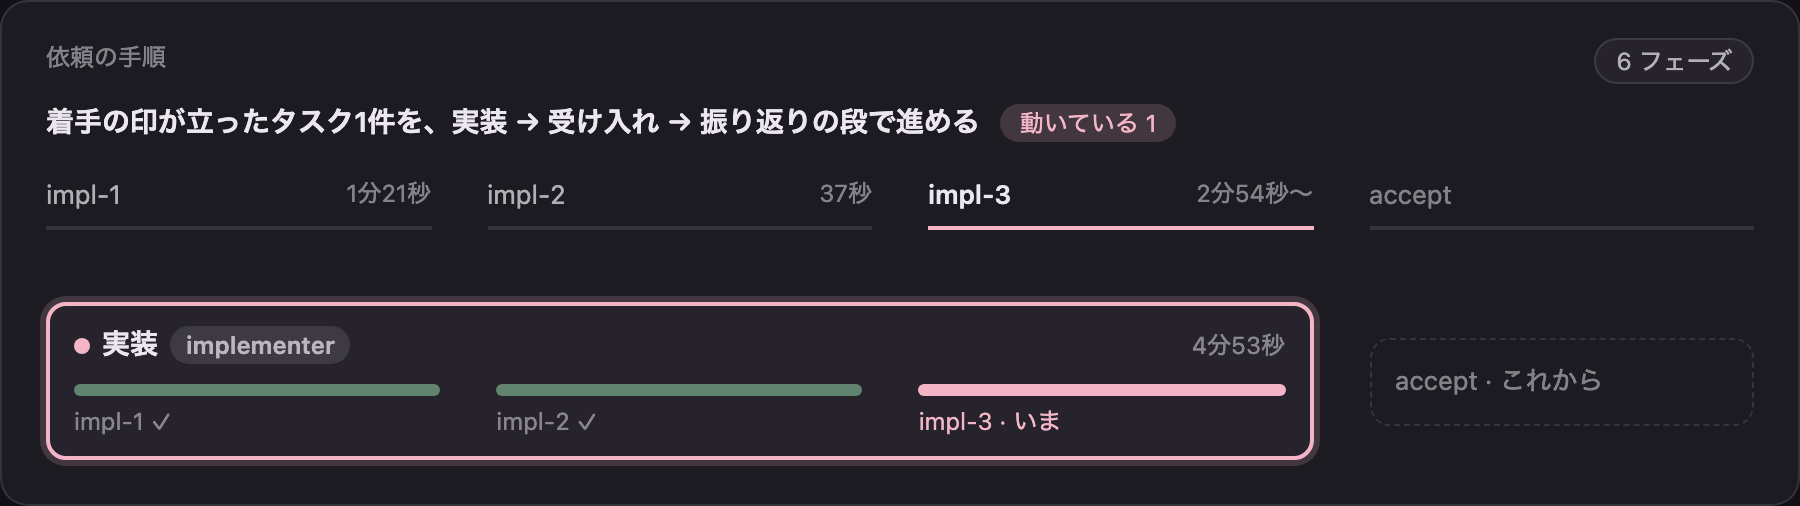 依頼の手順
6 フェーズ
着手の印が立ったタスク1件を、実装 → 受け入れ → 振り返りの段で進める 動いている 1
impl-1 1分21秒 impl-2 37秒 impl-3 2分54秒〜 accept
実装 implementer 4分53秒
impl-1 ✓ impl-2 ✓ impl-3 · いま
accept · これから